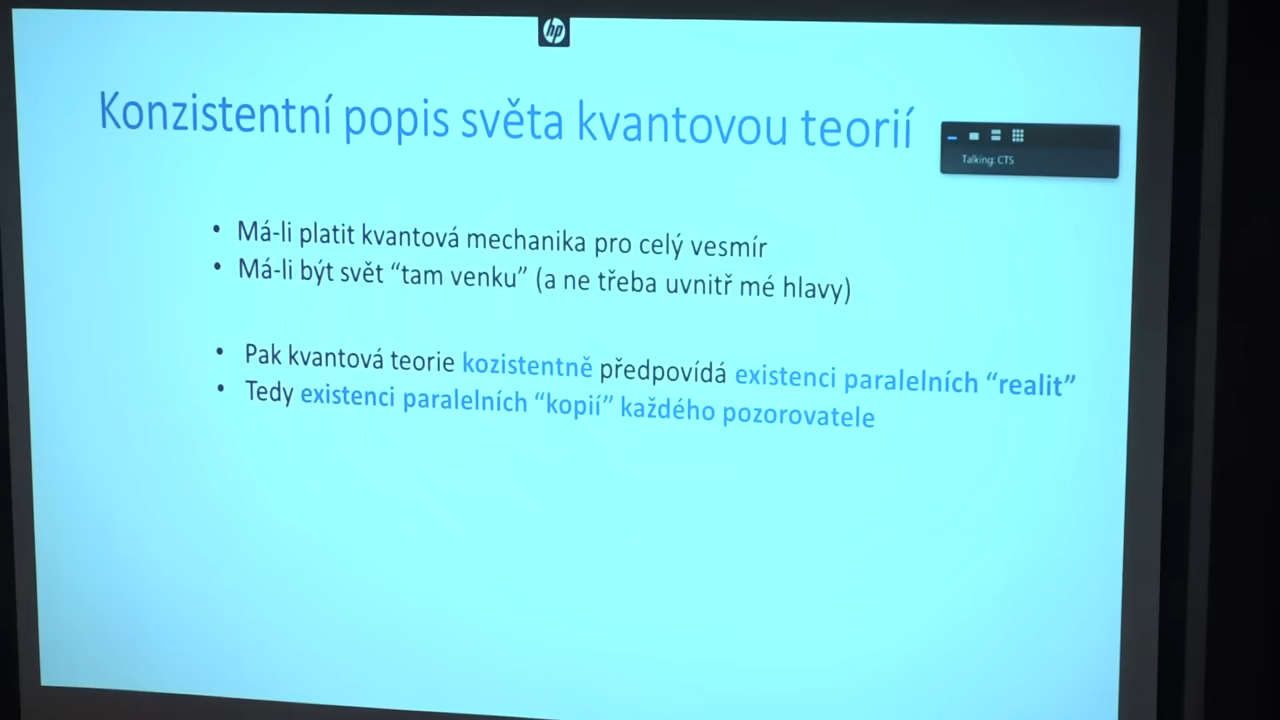 hp
Konzistentní popis světa kvantovou teorií
Talking: CTS
• Má-li platit kvantová mechanika pro celý vesmír
• Má-li být svět “tam venku” (a ne třeba uvnitř mé hlavy)
• Pak kvantová teorie kozistentně předpovídá existenci paralelních “realit”
• Tedy existenci paralelních “kopií” každého pozorovatele